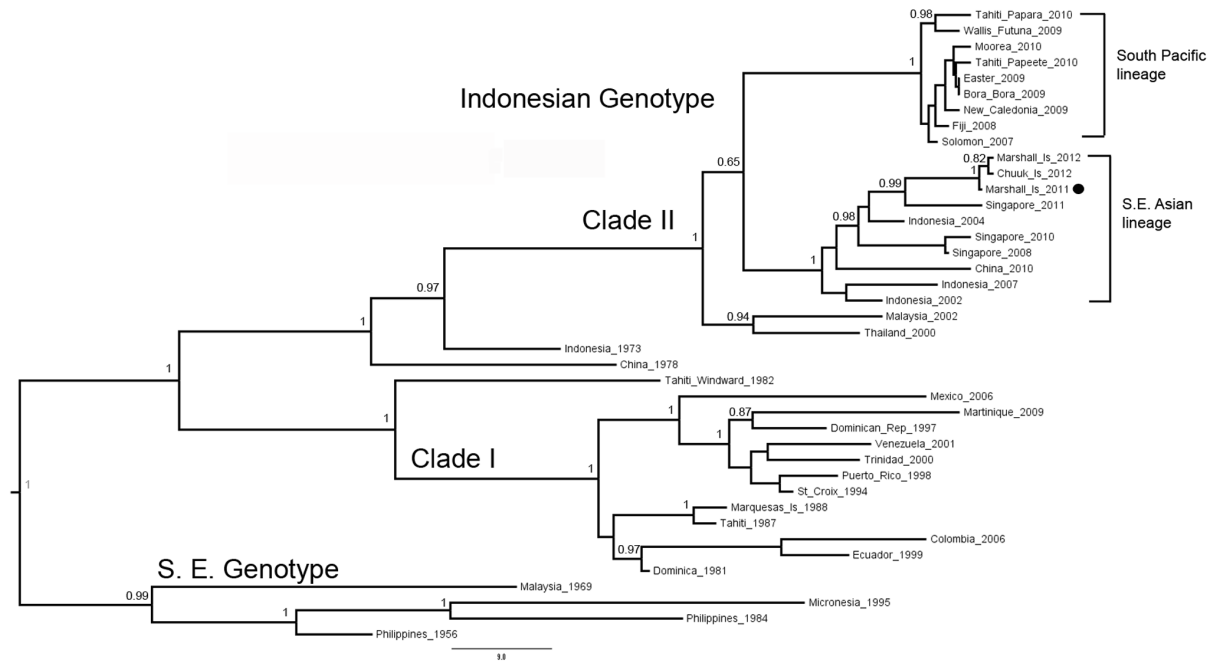 0.98
Tahiti_Papara_2010
Wallis_Futuna_2009
Moorea_2010
South Pacific
lineage
1
Tahiti_Papeete_2010
Easter_2009
Indonesian Genotype
Bora_Bora_2009
New_Caledonia_2009
Fiji_2008
Solomon_2007
0.65
0.82
Marshall_Is_2012
1
Chuuk_Is_2012
0.99
Marshall_Is_2011
Singapore_2011
S.E. Asian
lineage
Clade II
0.98
Indonesia_2004
1
Singapore_2010
Singapore_2008
1
China_2010
0.97
Indonesia_2007
Indonesia_2002
0.94
Malaysia_2002
1
Thailand_2000
Indonesia_1973
China_1978
1
Tahiti_Windward_1982
Mexico_2006
1
0.87
Martinique_2009
1
Dominican_Rep_1997
1
Venezuela_2001
Clade I
Trinidad_2000
1
Puerto_Rico_1998
1
St_Croix_1994
1
Marquesas_Is_1988
Tahiti_1987
0.97
Colombia_2006
Ecuador_1999
Dominica_1981
S. E. Genotype
Malaysia_1969
0.99
1
Micronesia_1995
1
Philippines_1984
Philippines_1956
9.0